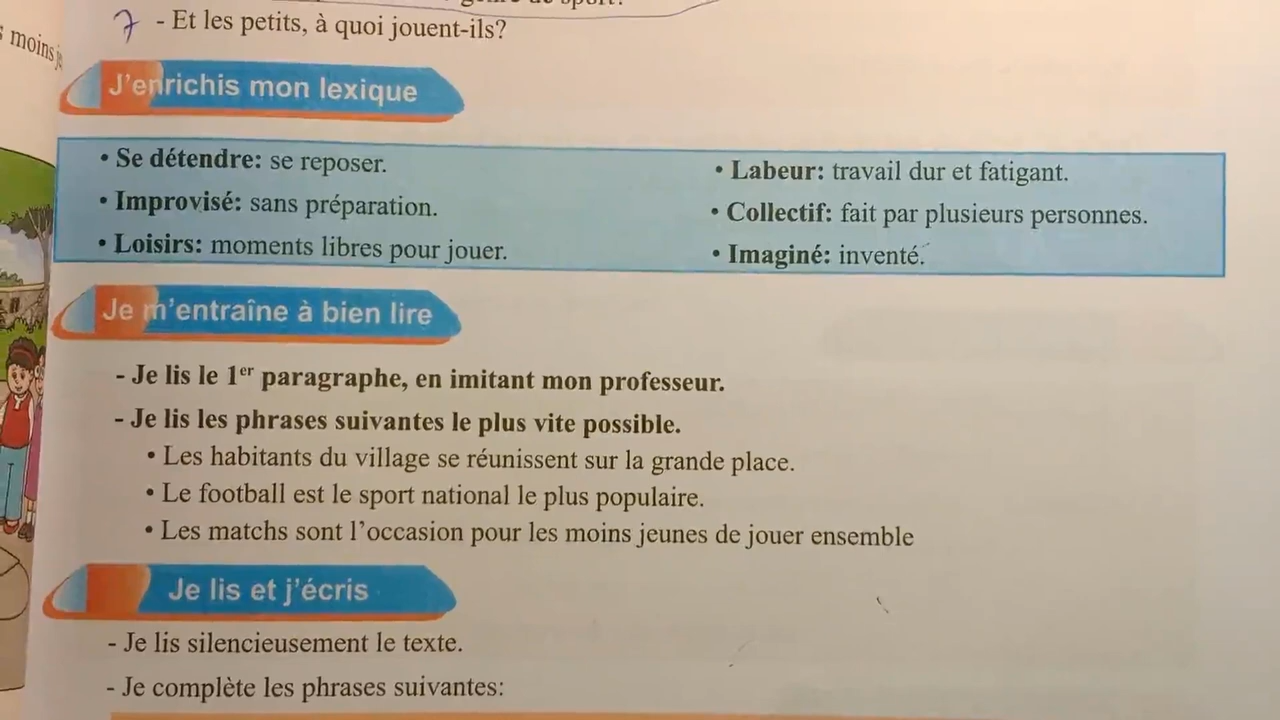 7 - Et les petits, à quoi jouent-ils?
moins
J'enrichis mon lexique
• Se détendre: se reposer.
• Improvisé: sans préparation.
• Loisirs: moments libres pour jouer.
• Labeur: travail dur et fatigant.
• Collectif: fait par plusieurs personnes.
• Imaginé: inventé.
Je m'entraîne à bien lire
- Je lis le 1er paragraphe, en imitant mon professeur.
- Je lis les phrases suivantes le plus vite possible.
• Les habitants du village se réunissent sur la grande place.
• Le football est le sport national le plus populaire.
• Les matchs sont l'occasion pour les moins jeunes de jouer ensemble
Je lis et j'écris
- Je lis silencieusement le texte.
- Je complète les phrases suivantes: